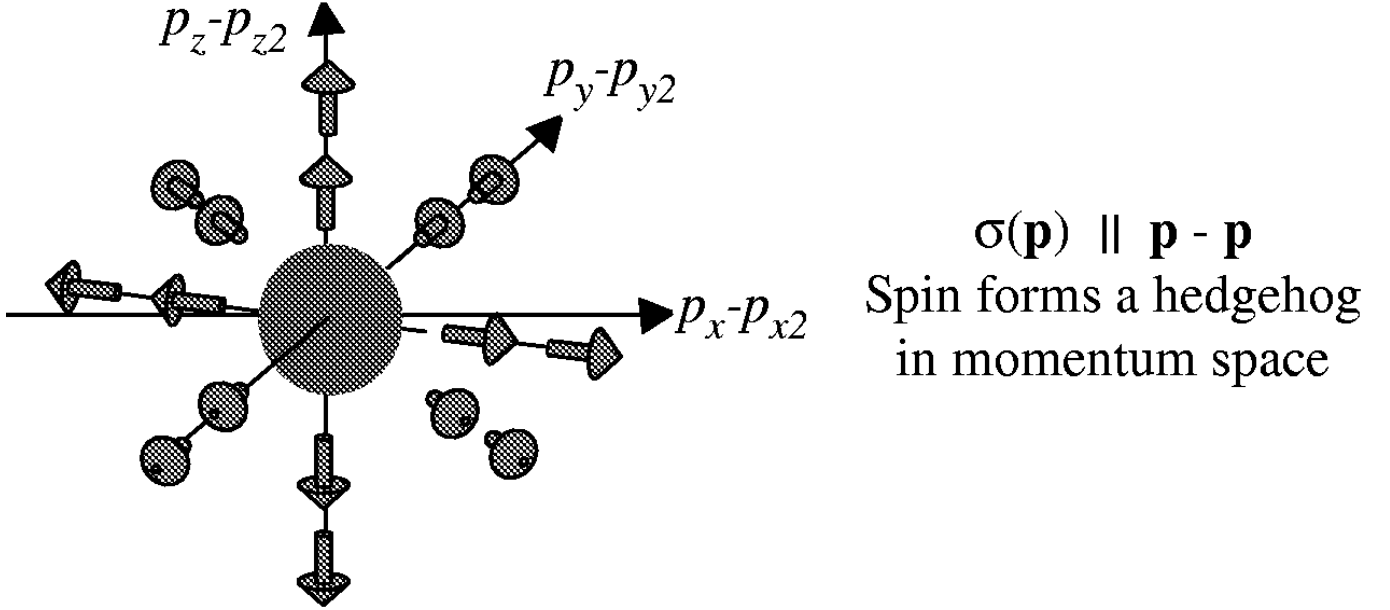 p_z-p_z2
p_y-p_y2
p_x-p_x2
σ(p) || p - p
Spin forms a hedgehog
in momentum space